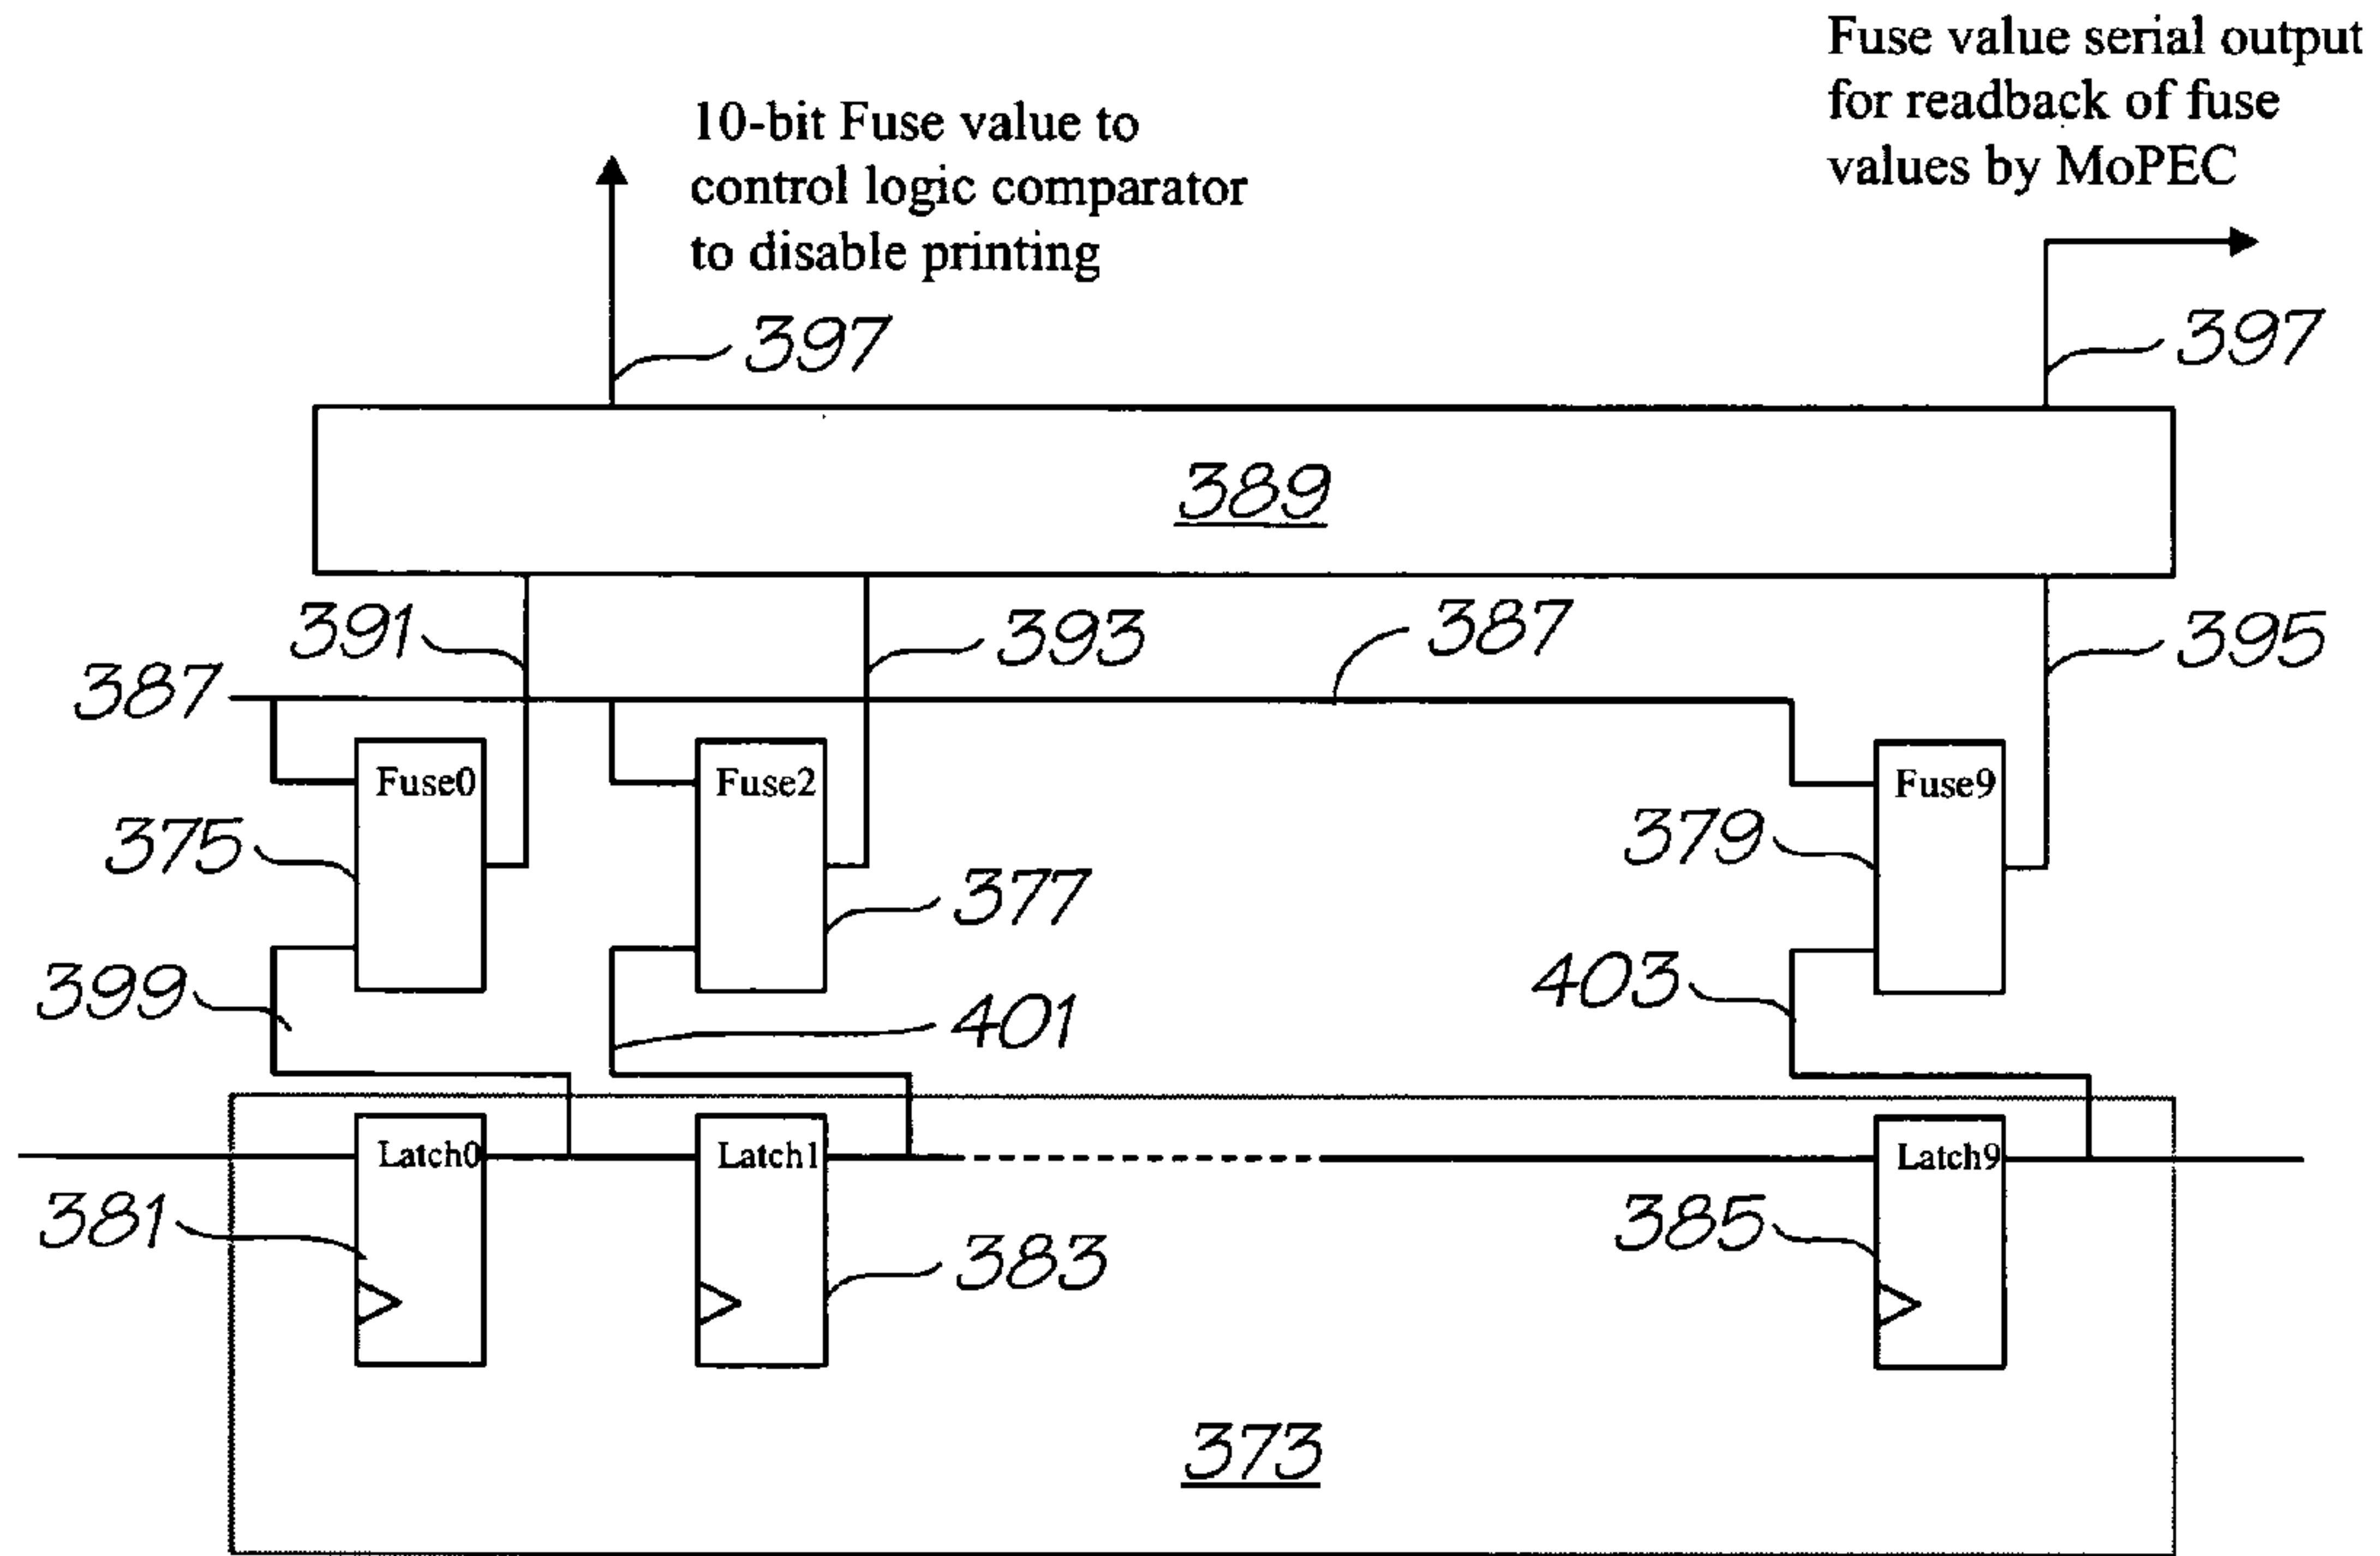 Fuse value serial output
for readback of fuse
values by MoPEC
10-bit Fuse value to
control logic comparator
to disable printing
397
397
389
391
393
387
395
387
Fuse0
Fuse2
Fuse9
375
379
377
399
403
401
Latch0
Latch1
Latch9
381
385
383
373